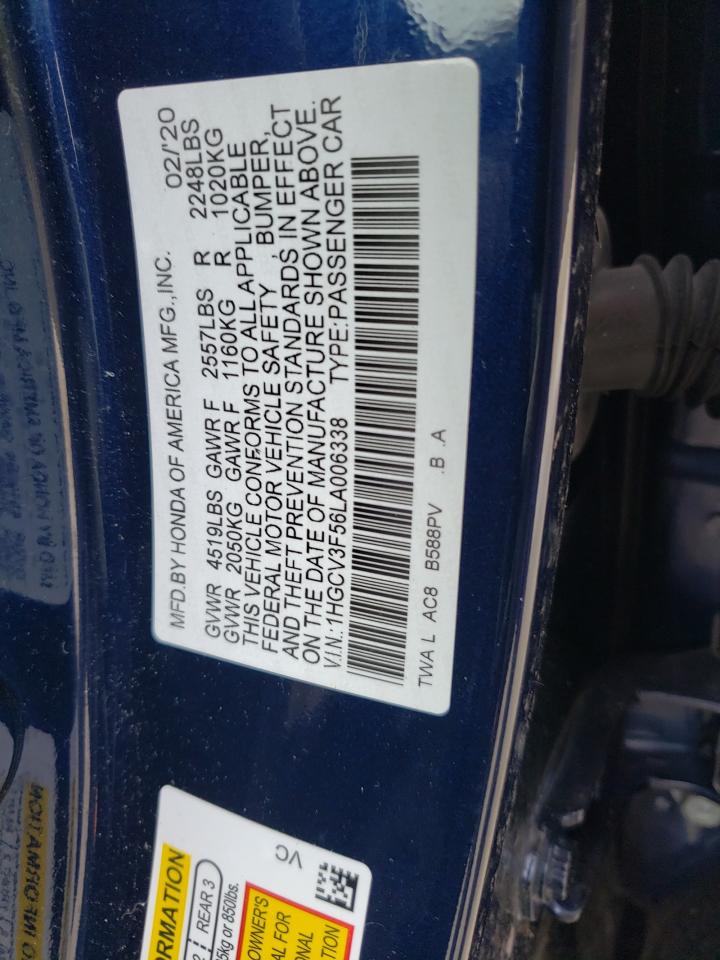 MFD.BY HONDA OF AMERICA MFG.,INC. 02/'20
GVWR 4519LBS GAWR F 2557LBS R 2248LBS
GVWR 2050KG GAWR F 1160KG R 1020KG
THIS VEHICLE CONFORMS TO ALL APPLICABLE
FEDERAL MOTOR VEHICLE SAFETY , BUMPER,
AND THEFT PREVENTION STANDARDS IN EFFECT
ON THE DATE OF MANUFACTURE SHOWN ABOVE.
V.I.N.: 1HGCV3F56LA006338 TYPE:PASSENGER CAR
TWA L AC8 B588PV .B .A
REAR 3
or 850lbs.
VC